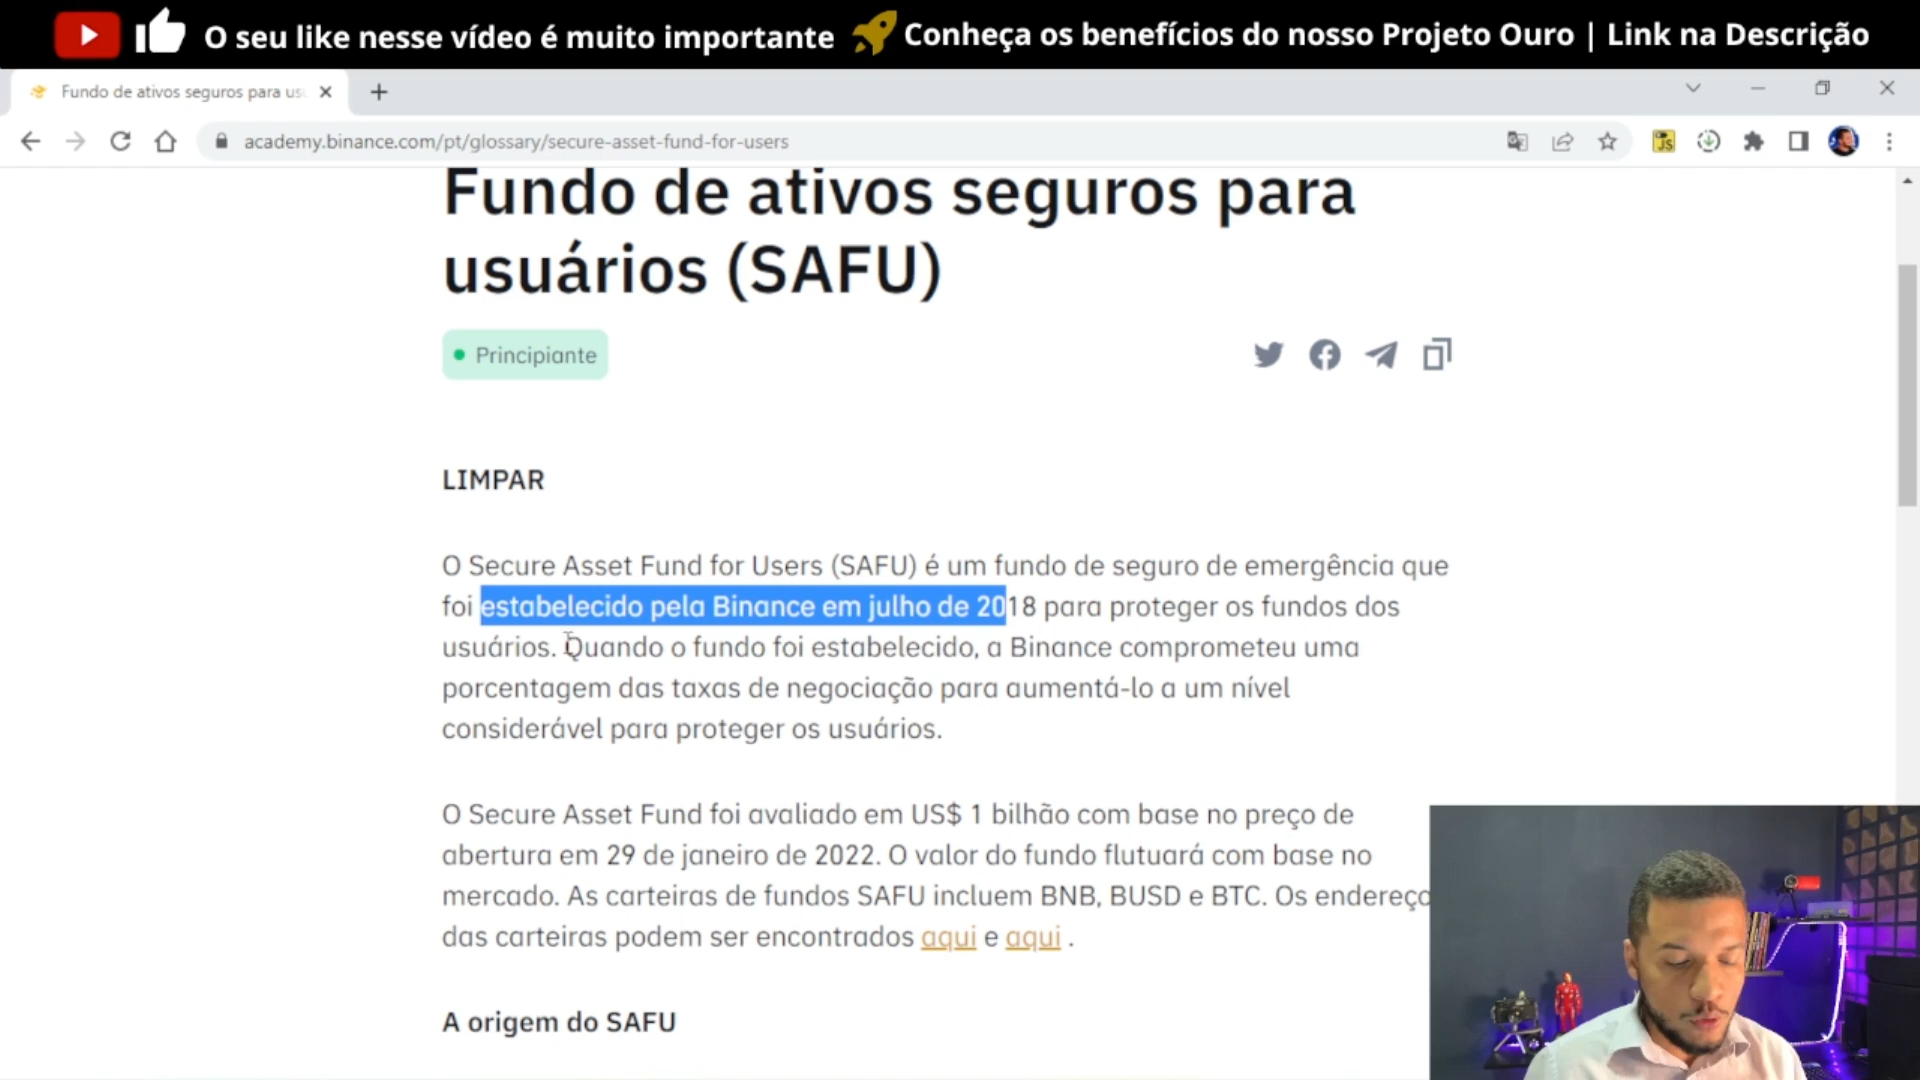 O seu like nesse vídeo é muito importante
Conheça os benefícios do nosso Projeto Ouro | Link na Descrição
Fundo de ativos seguros para us
academy.binance.com/pt/glossary/secure-asset-fund-for-users
JS
Fundo de ativos seguros para
usuários (SAFU)
Principiante
LIMPAR
O Secure Asset Fund for Users (SAFU) é um fundo de seguro de emergência que
foi estabelecido pela Binance em julho de 2018 para proteger os fundos dos
usuários. Quando o fundo foi estabelecido, a Binance comprometeu uma
porcentagem das taxas de negociação para aumentá-lo a um nível
considerável para proteger os usuários.
O Secure Asset Fund foi avaliado em US$ 1 bilhão com base no preço de
abertura em 29 de janeiro de 2022. O valor do fundo flutuará com base no
mercado. As carteiras de fundos SAFU incluem BNB, BUSD e BTC. Os endereço
das carteiras podem ser encontrados aqui e aqui .
A origem do SAFU